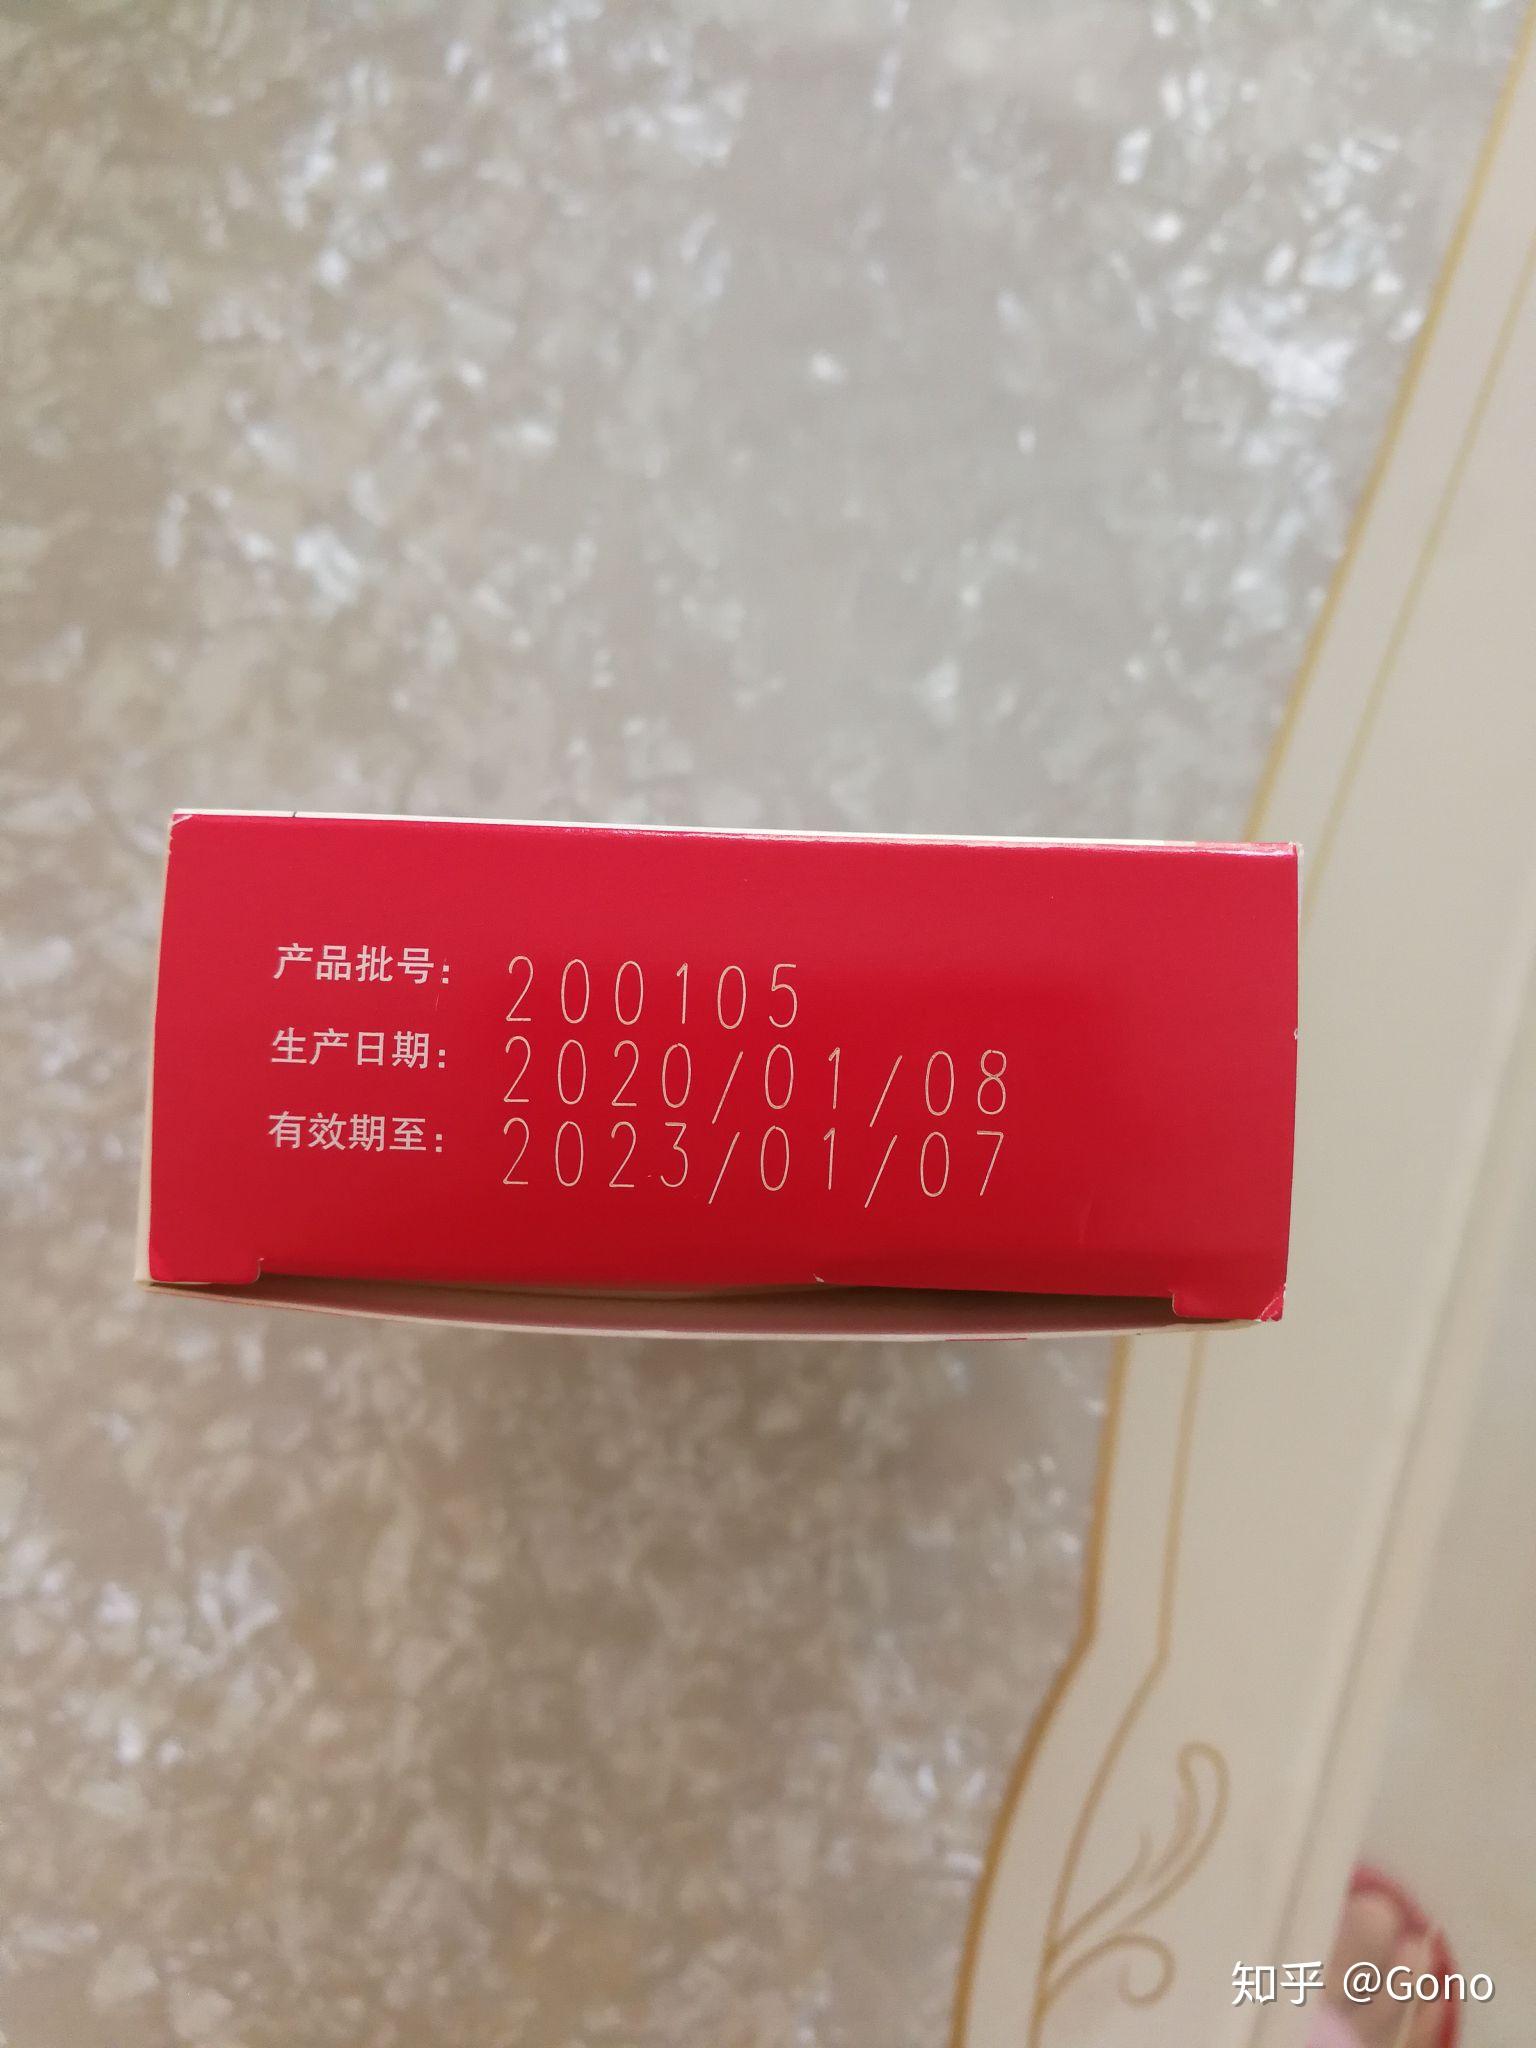 产品批号： 200105
生产日期： 2020/01/08
有效期至： 2023/01/07
知乎 @Gono